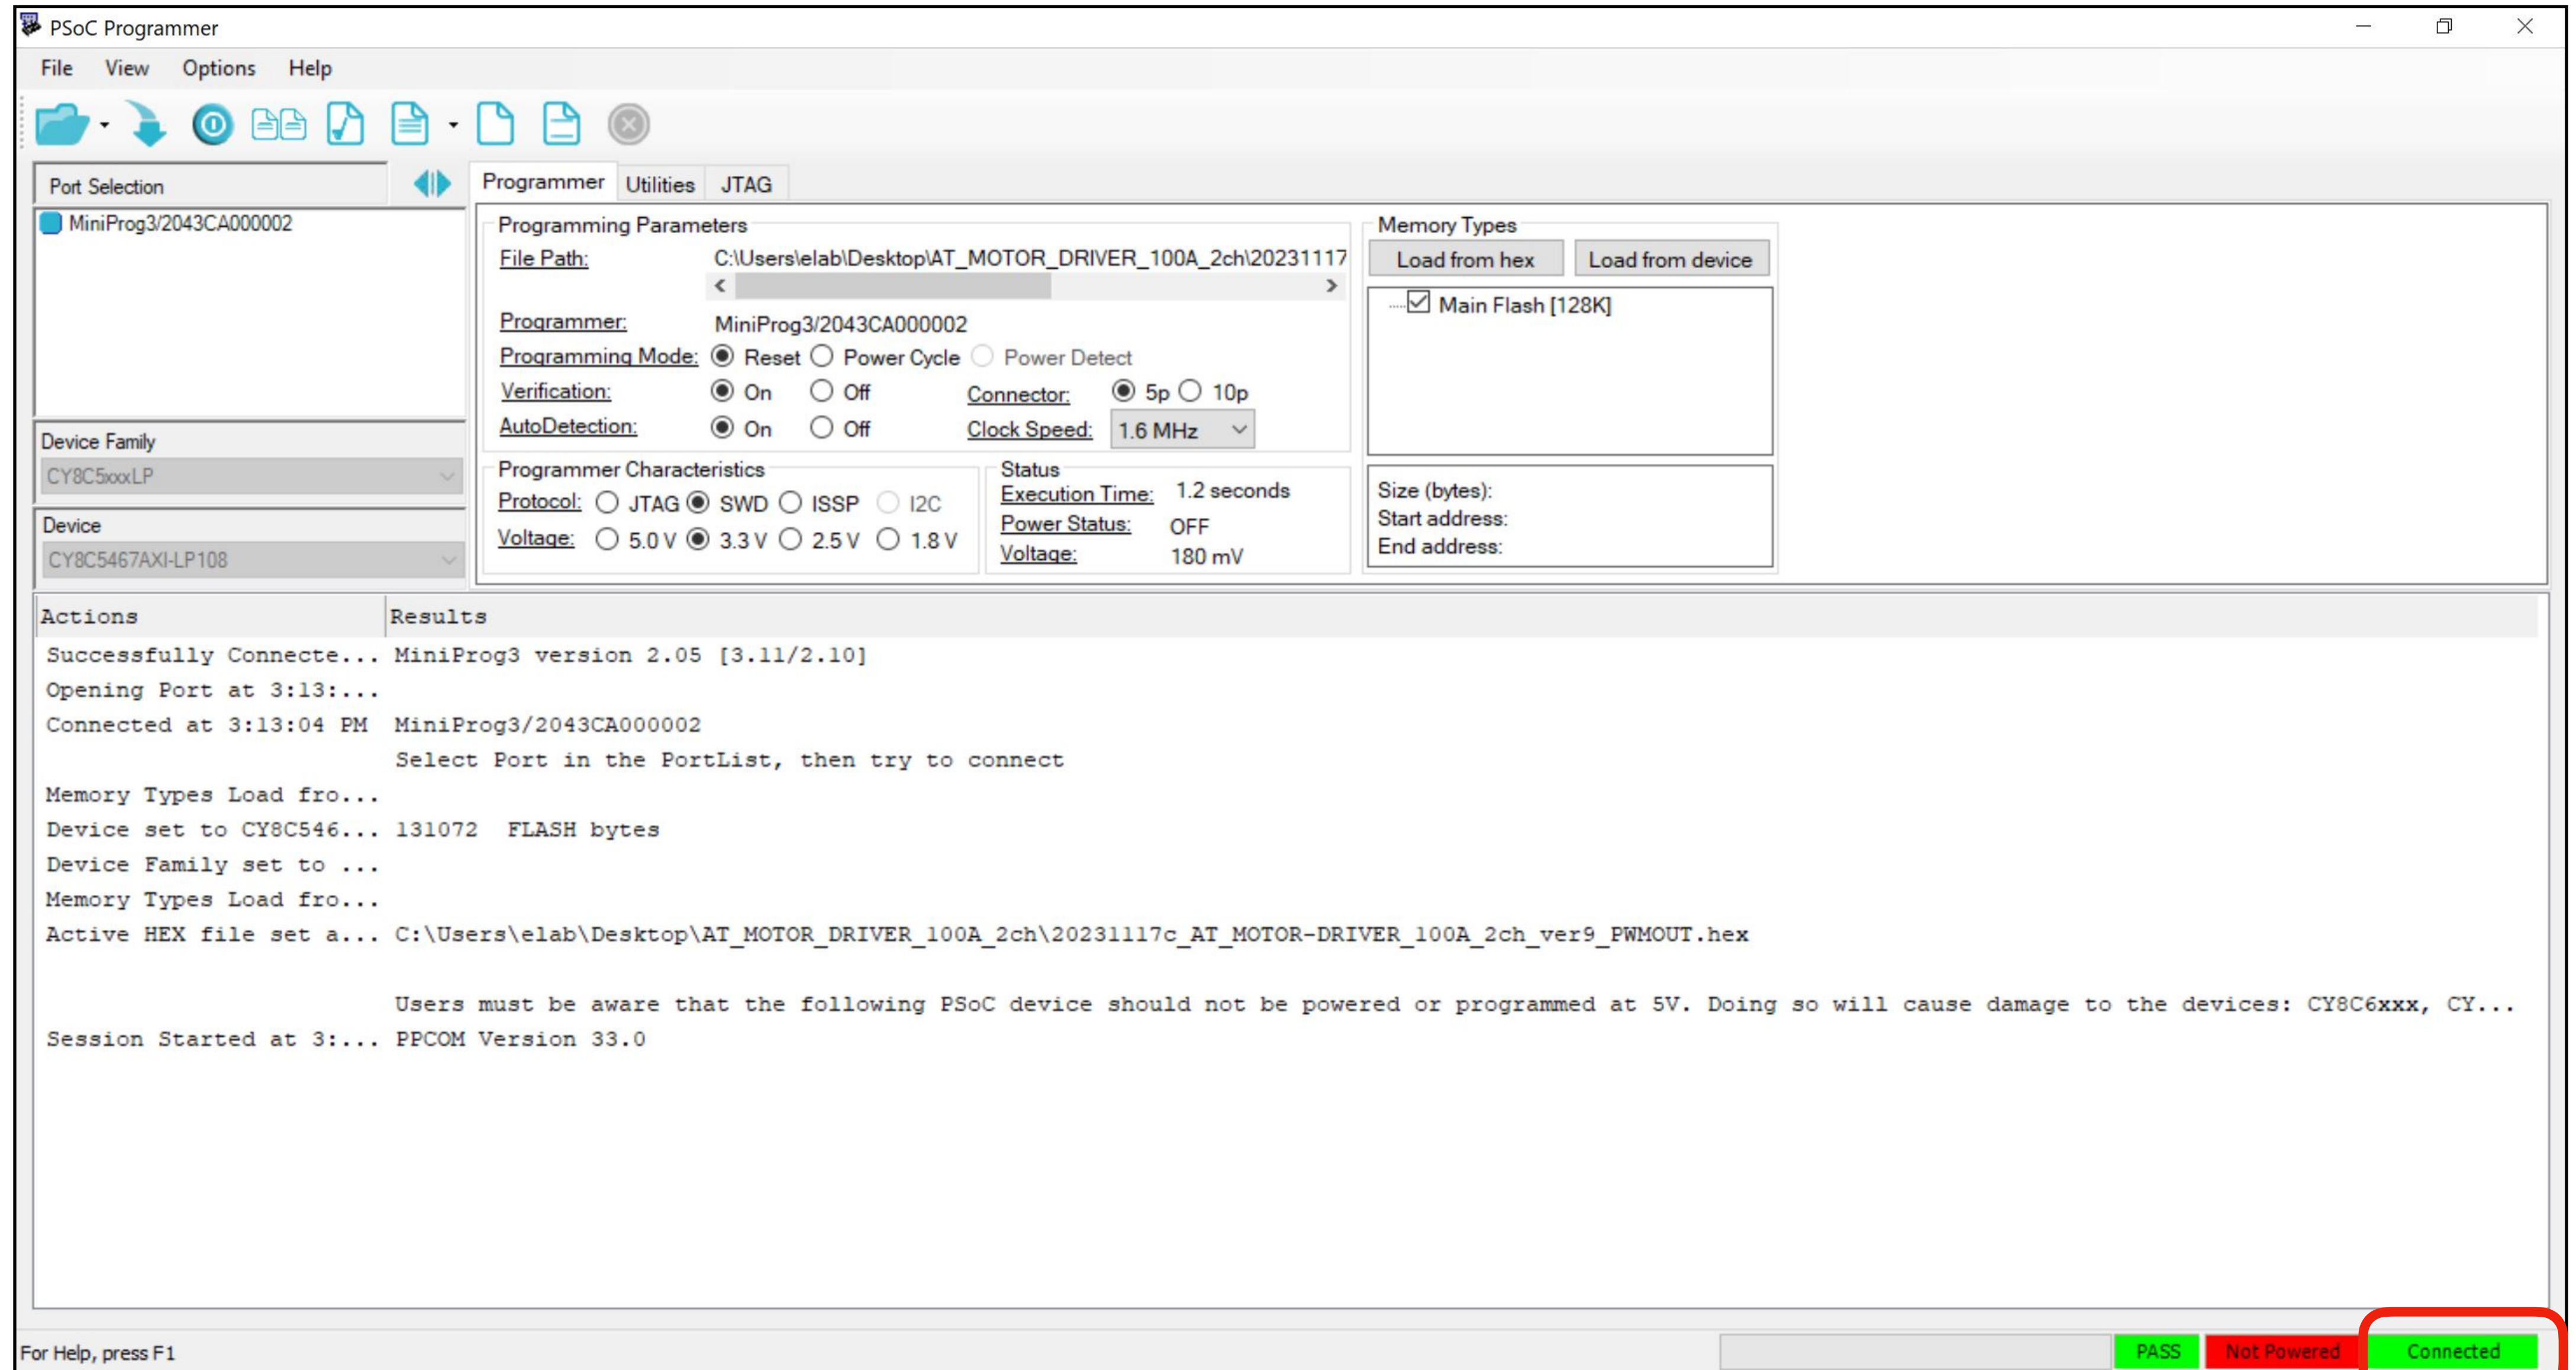 PSoC Programmer
File View Options Help
Port Selection
MiniProg3/2043CA000002
Device Family
CY8C5xxxLP
Device
CY8C5467AXI-LP108
Programmer Utilities JTAG
Programming Parameters
File Path: C:\Users\elab\Desktop\AT_MOTOR_DRIVER_100A_2ch\20231117
Programmer: MiniProg3/2043CA000002
Programming Mode: Reset Power Cycle Power Detect
Verification: On Off Connector: 5p 10p
AutoDetection: On Off Clock Speed: 1.6 MHz
Programmer Characteristics
Protocol: JTAG SWD ISSP I2C
Voltage: 5.0 V 3.3 V 2.5 V 1.8 V
Status
Execution Time: 1.2 seconds
Power Status: OFF
Voltage: 180 mV
Memory Types
Load from hex Load from device
Main Flash [128K]
Size (bytes):
Start address:
End address:
Actions Results
Successfully Connecte... MiniProg3 version 2.05 [3.11/2.10]
Opening Port at 3:13:...
Connected at 3:13:04 PM MiniProg3/2043CA000002
Select Port in the PortList, then try to connect
Memory Types Load fro...
Device set to CY8C546... 131072 FLASH bytes
Device Family set to ...
Memory Types Load fro...
Active HEX file set a... C:\Users\elab\Desktop\AT_MOTOR_DRIVER_100A_2ch\20231117c_AT_MOTOR-DRIVER_100A_2ch_ver9_PWMOUT.hex
Users must be aware that the following PSoC device should not be powered or programmed at 5V. Doing so will cause damage to the devices: CY8C6xxx, CY...
Session Started at 3:... PPCOM Version 33.0
For Help, press F1 PASS Not Powered Connected